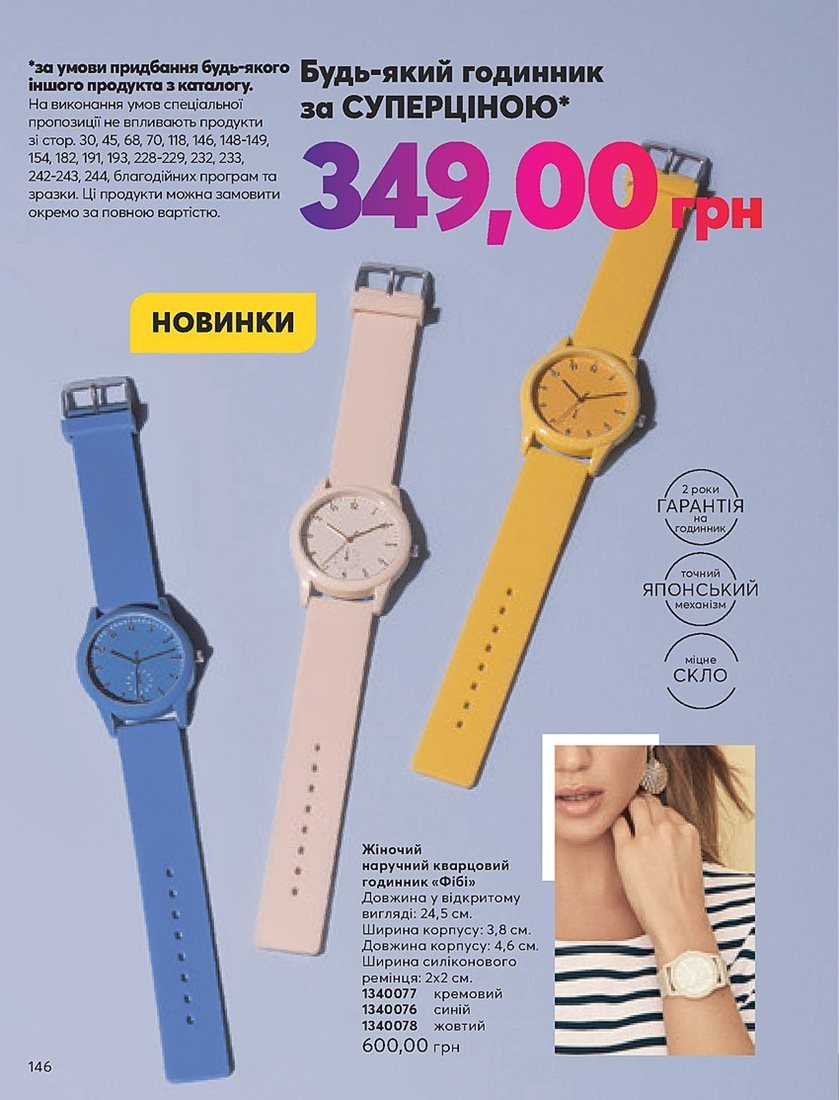 *за умови придбання будь-якого
іншого продукта з каталогу.
На виконання умов спеціальної
пропозиції не впливають продукти
зі стор. 30, 45, 68, 70, 118, 146, 148-149,
154, 182, 191, 193, 228-229, 232, 233,
242-243, 244, благодійних програм та
зразки. Ці продукти можна замовити
окремо за повною вартістю.
Будь-який годинник
за СУПЕРЦІНОЮ*
349,00 грн
НОВИНКИ
2 роки
ГАРАНТІЯ
на
годинник
точний
ЯПОНСЬКИЙ
механізм
міцне
СКЛО
Жіночий
наручний кварцовий
годинник «Фібі»
Довжина у відкритому
вигляді: 24,5 см.
Ширина корпусу: 3,8 см.
Довжина корпусу: 4,6 см.
Ширина силіконового
ремінця: 2х2 см.
1340077 кремовий
1340076 синій
1340078 жовтий
600,00 грн
146